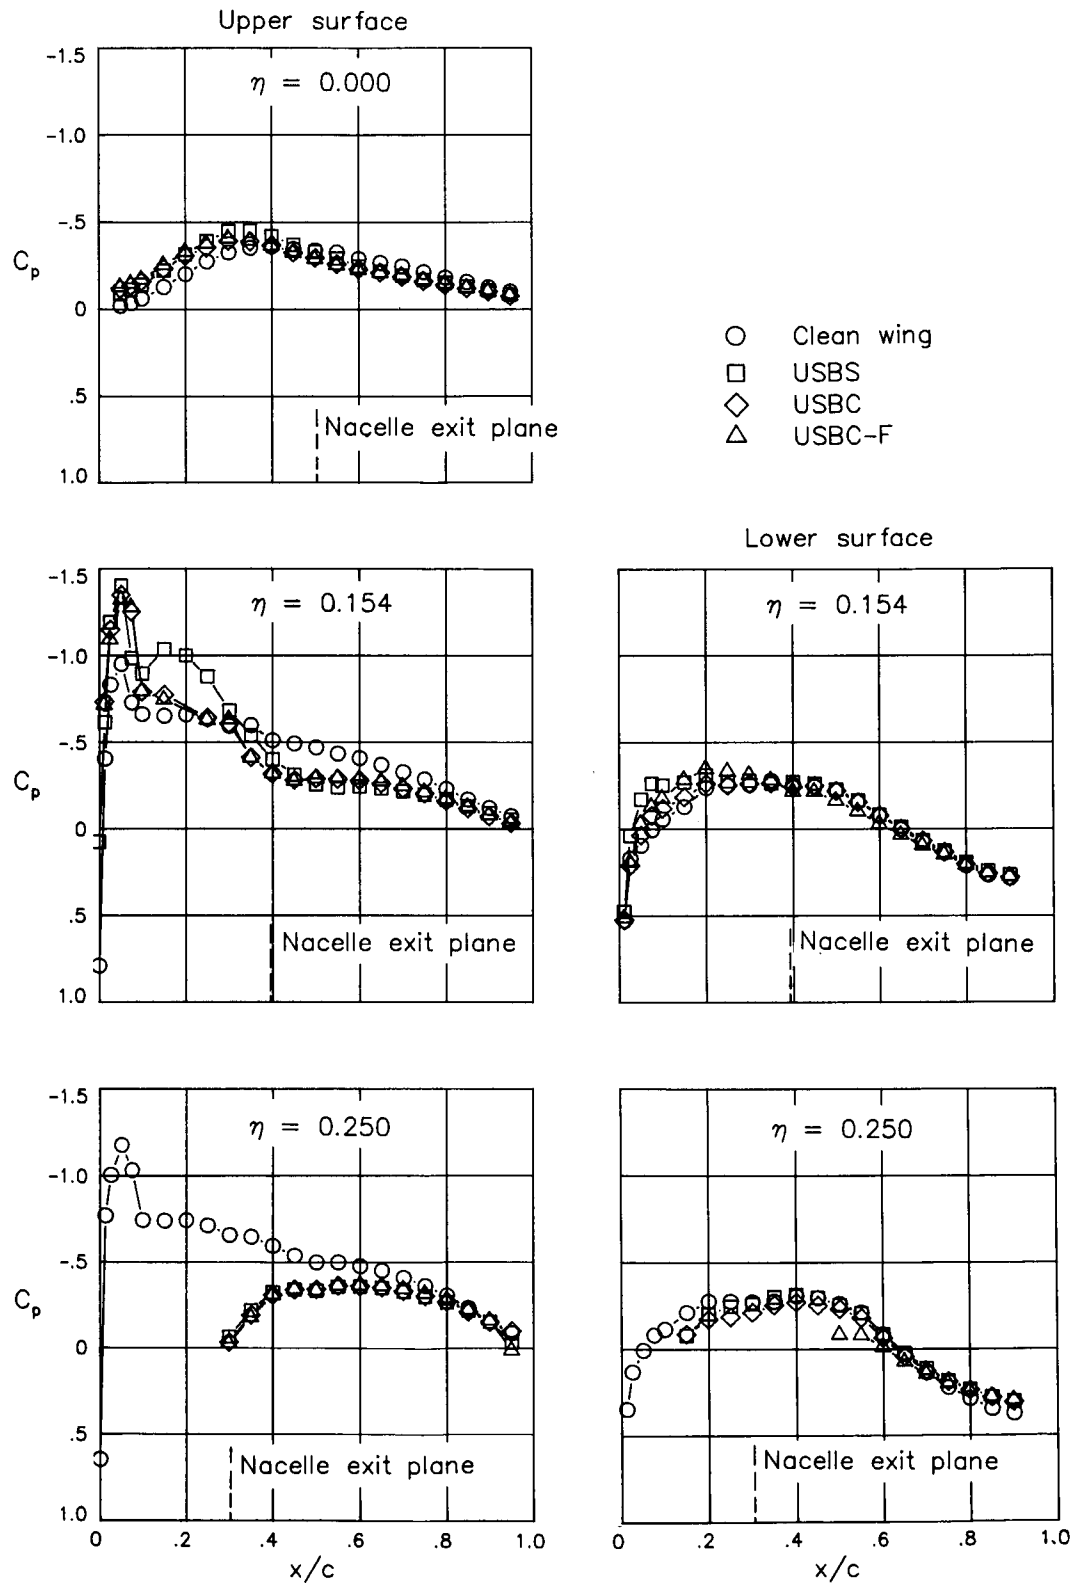 Upper surface
-1.5
η = 0.000
-1.0
-.5
Cp
0
.5
Nacelle exit plane
1.0
Clean wing
USBS
USBC
USBC-F
-1.5
η = 0.154
-1.0
-.5
Cp
0
.5
Nacelle exit plane
1.0
Lower surface
η = 0.154
Nacelle exit plane
-1.5
η = 0.250
-1.0
-.5
Cp
0
.5
Nacelle exit plane
1.0
0 .2 .4 .6 .8 1.0
x/c
η = 0.250
Nacelle exit plane
0 .2 .4 .6 .8 1.0
x/c